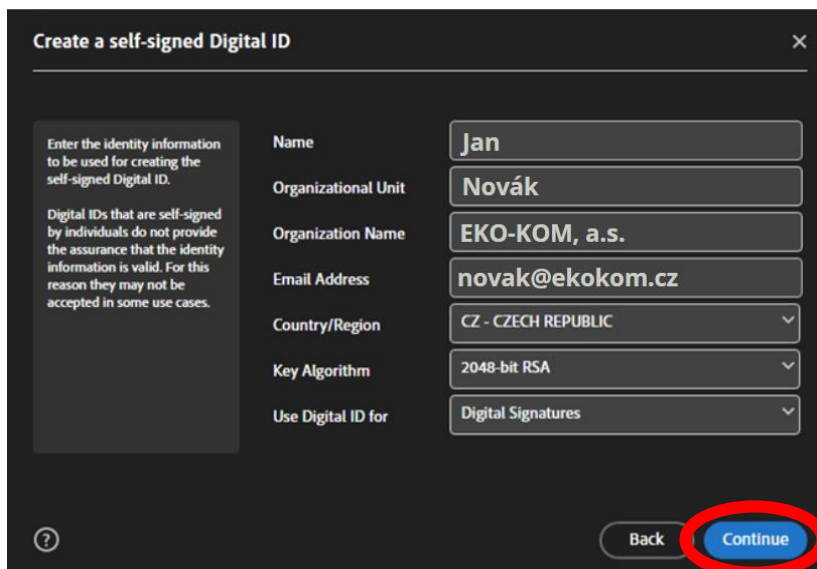 Create a self-signed Digital ID
Enter the identity information
to be used for creating the
self-signed Digital ID.
Digital IDs that are self-signed
by individuals do not provide
the assurance that the identity
information is valid. For this
reason they may not be
accepted in some use cases.
Name Jan
Organizational Unit Novák
Organization Name EKO-KOM, a.s.
Email Address novak@ekokom.cz
Country/Region CZ - CZECH REPUBLIC
Key Algorithm 2048-bit RSA
Use Digital ID for Digital Signatures
Back Continue